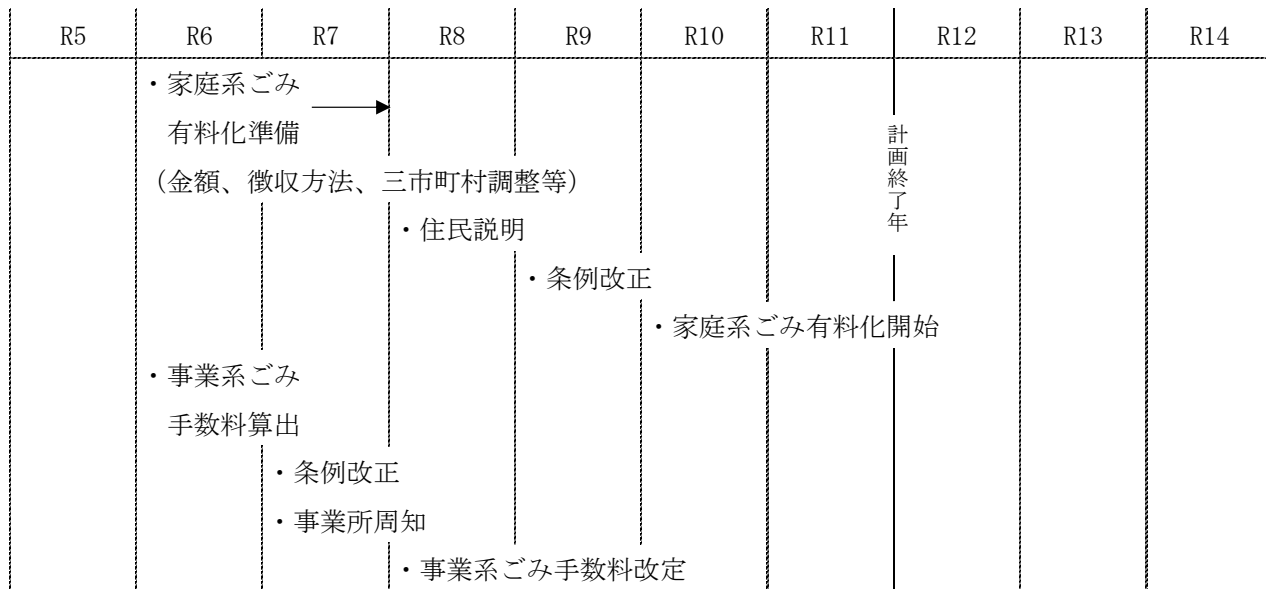 R5 R6 R7 R8 R9 R10 R11 R12 R13 R14
・家庭系ごみ
有料化準備
(金額、徴収方法、三市町村調整等)
計画終了年
・住民説明
・条例改正
・家庭系ごみ有料化開始
・事業系ごみ
手数料算出
・条例改正
・事業所周知
・事業系ごみ手数料改定